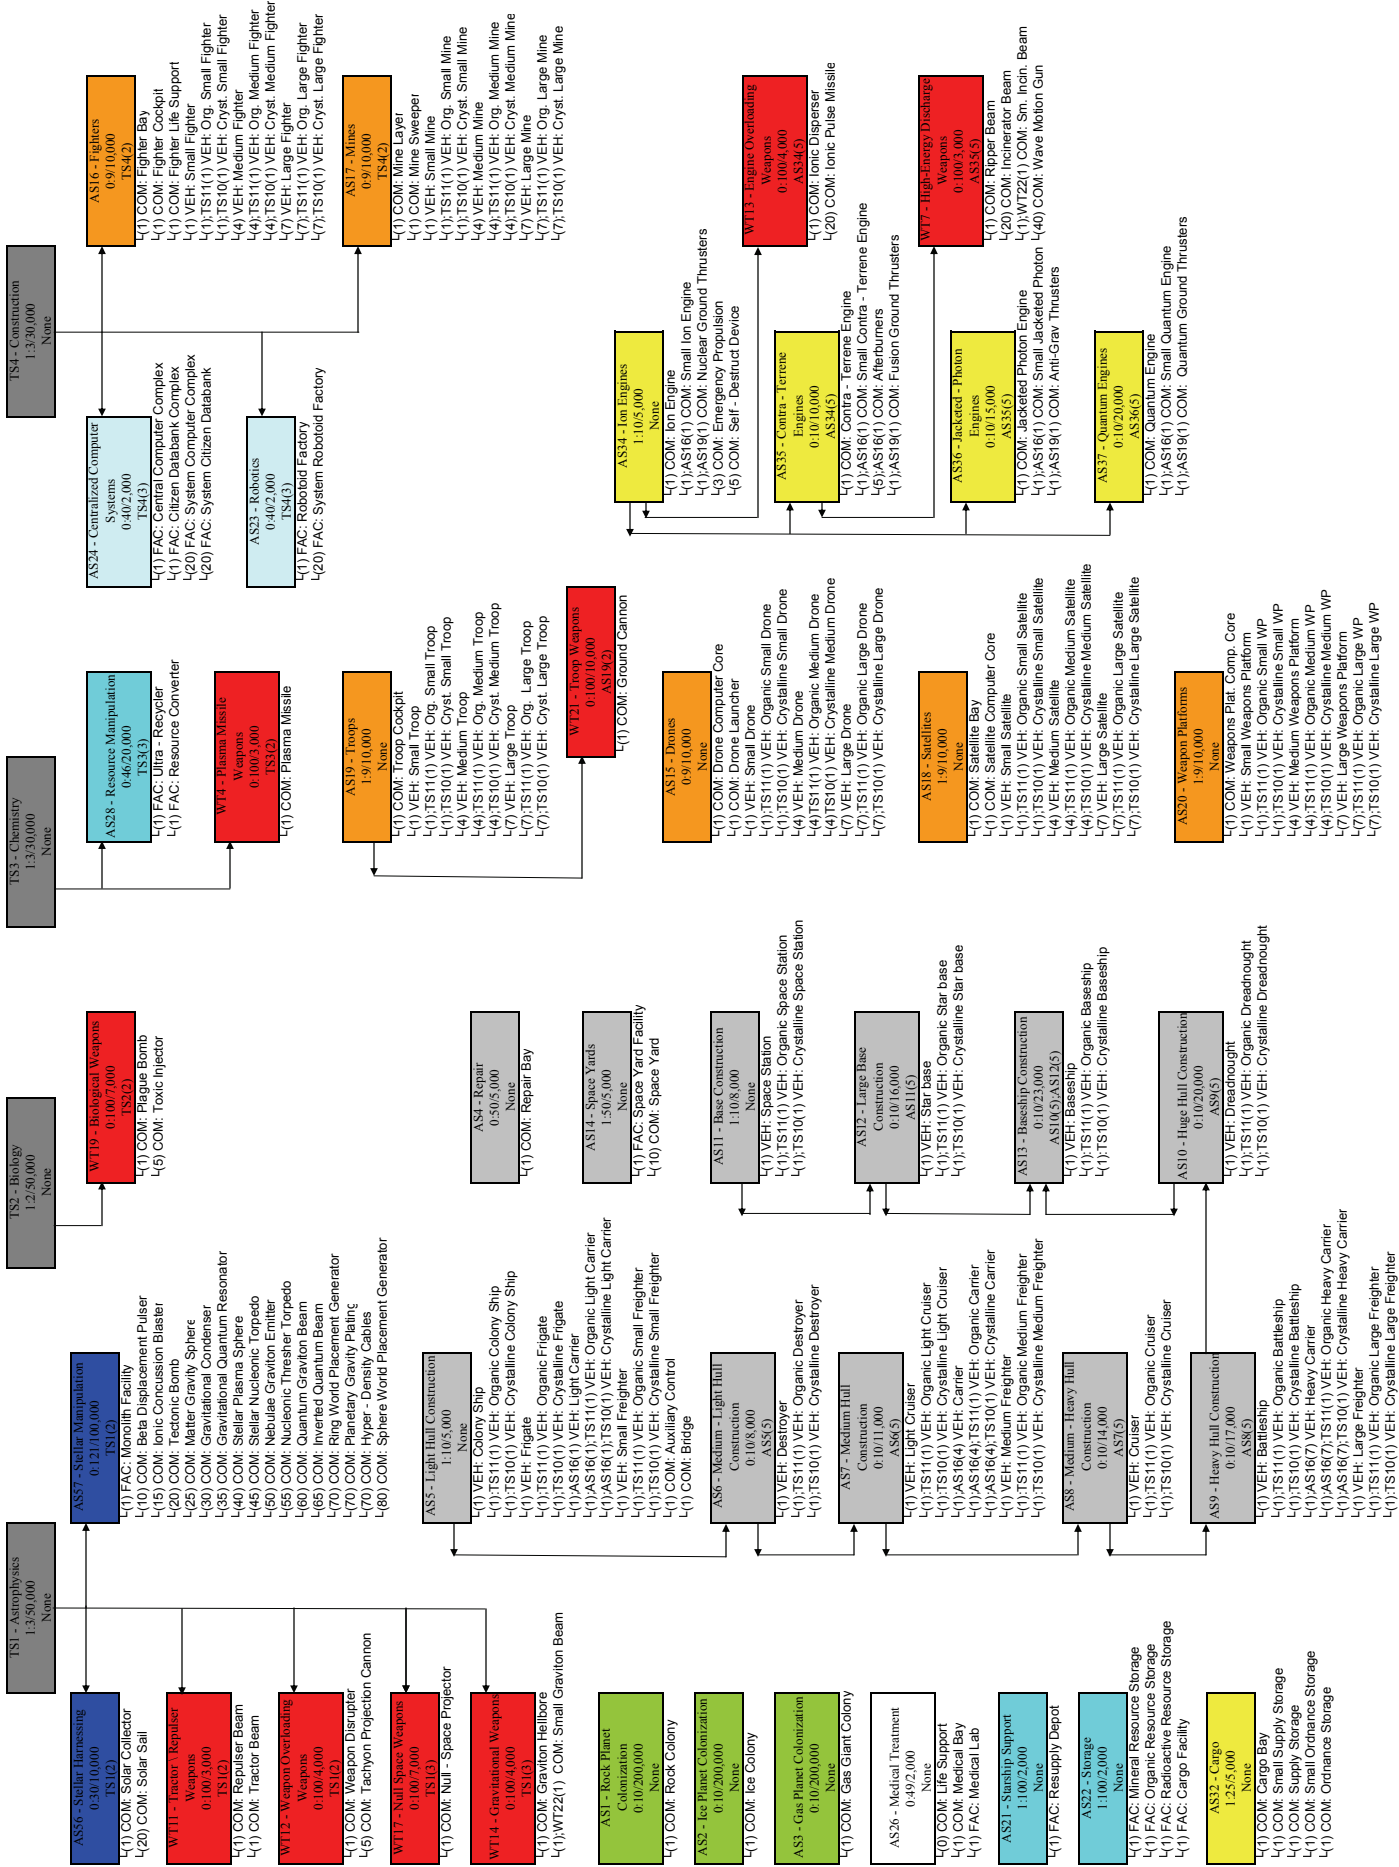 TS1 - Astrophysics
1:3/50,000
None
AS56 - Stellar Harnessing
0:30/10,000
TS1(2)
(1) COM: Solar Collector
(20) COM: Solar Sail
WT11 - Tractor \ Repulser
Weapons
0:100/3,000
TS1(2)
(1) COM: Repulser Beam
(1) COM: Tractor Beam
WT12 - Weapon Overloading
Weapons
0:100/4,000
TS1(2)
(1) COM: Weapon Disrupter
(5) COM: Tachyon Projection Cannon
WT17 - Null Space Weapons
0:100/7,000
TS1(3)
(1) COM: Null - Space Projector
WT14 - Gravitational Weapons
0:100/4,000
TS1(3)
(1) COM: Graviton Hellbore
(1);WT22(1) COM: Small Graviton Beam
AS1 - Rock Planet
Colonization
0:10/200,000
None
(1) COM: Rock Colony
AS2 - Ice Planet Colonization
0:10/200,000
None
(1) COM: Ice Colony
AS3 - Gas Planet Colonization
0:10/200,000
None
(1) COM: Gas Giant Colony
AS26 - Medical Treatment
0:49/2,000
None
(0) COM: Life Support
(1) COM: Medical Bay
(1) FAC: Medical Lab
AS21 - Starship Support
1:100/2,000
None
(1) FAC: Resupply Depot
AS22 - Storage
1:100/2,000
None
(1) FAC: Mineral Resource Storage
(1) FAC: Organic Resource Storage
(1) FAC: Radioactive Resource Storage
(1) FAC: Cargo Facility
AS32 - Cargo
1:25/5,000
None
(1) COM: Cargo Bay
(1) COM: Small Supply Storage
(1) COM: Supply Storage
(1) COM: Small Ordnance Storage
(1) COM: Ordnance Storage
AS57 - Stellar Manipulation
0:121/100,000
TS1(2)
(1) FAC: Monolith Facility
(10) COM: Beta Displacement Pulser
(15) COM: Ionic Concussion Blaster
(20) COM: Tectonic Bomb
(25) COM: Matter Gravity Sphere
(30) COM: Gravitational Condenser
(35) COM: Gravitational Quantum Resonator
(40) COM: Stellar Plasma Sphere
(45) COM: Stellar Nucleonic Torpedo
(50) COM: Nebulae Graviton Emitter
(55) COM: Nucleonic Thresher Torpedo
(60) COM: Quantum Graviton Beam
(65) COM: Inverted Quantum Beam
(70) COM: Ring World Placement Generator
(70) COM: Planetary Gravity Plating
(70) COM: Hyper - Density Cables
(80) COM: Sphere World Placement Generator
AS5 - Light Hull Construction
1:10/5,000
None
(1) VEH: Colony Ship
(1);TS11(1) VEH: Organic Colony Ship
(1);TS10(1) VEH: Crystalline Colony Ship
(1) VEH: Frigate
(1);TS11(1) VEH: Organic Frigate
(1);TS10(1) VEH: Crystalline Frigate
(1);AS16(1) VEH: Light Carrier
(1);AS16(1);TS11(1) VEH: Organic Light Carrier
(1);AS16(1);TS10(1) VEH: Crystalline Light Carrier
(1) VEH: Small Freighter
(1);TS11(1) VEH: Organic Small Freighter
(1);TS10(1) VEH: Crystalline Small Freighter
(1) COM: Auxiliary Control
(1) COM: Bridge
AS6 - Medium - Light Hull
Construction
0:10/8,000
AS5(5)
(1) VEH: Destroyer
(1);TS11(1) VEH: Organic Destroyer
(1);TS10(1) VEH: Crystalline Destroyer
AS7 - Medium Hull
Construction
0:10/11,000
AS6(5)
(1) VEH: Light Cruiser
(1);TS11(1) VEH: Organic Light Cruiser
(1);TS10(1) VEH: Crystalline Light Cruiser
(1);AS16(4) VEH: Carrier
(1);AS16(4);TS11(1) VEH: Organic Carrier
(1);AS16(4);TS10(1) VEH: Crystalline Carrier
(1) VEH: Medium Freighter
(1);TS11(1) VEH: Organic Medium Freighter
(1);TS10(1) VEH: Crystalline Medium Freighter
AS8 - Medium - Heavy Hull
Construction
0:10/14,000
AS7(5)
(1) VEH: Cruiser
(1);TS11(1) VEH: Organic Cruiser
(1);TS10(1) VEH: Crystalline Cruiser
AS9 - Heavy Hull Construction
0:10/17,000
AS8(5)
(1) VEH: Battleship
(1);TS11(1) VEH: Organic Battleship
(1);TS10(1) VEH: Crystalline Battleship
(1);AS16(7) VEH: Heavy Carrier
(1);AS16(7);TS11(1) VEH: Organic Heavy Carrier
(1);AS16(7);TS10(1) VEH: Crystalline Heavy Carrier
(1) VEH: Large Freighter
(1);TS11(1) VEH: Organic Large Freighter
(1);TS10(1) VEH: Crystalline Large Freighter
TS2 - Biology
1:2/50,000
None
WT19 - Biological Weapons
0:100/7,000
TS2(2)
(1) COM: Plague Bomb
(5) COM: Toxic Injector
AS4 - Repair
0:50/5,000
None
(1) COM: Repair Bay
AS14 - Space Yards
1:50/5,000
None
(1) FAC: Space Yard Facility
(10) COM: Space Yard
AS11 - Base Construction
1:10/8,000
None
(1) VEH: Space Station
(1);TS11(1) VEH: Organic Space Station
(1);TS10(1) VEH: Crystalline Space Station
AS12 - Large Base
Construction
0:10/16,000
AS11(5)
(1) VEH: Star base
(1);TS11(1) VEH: Organic Star base
(1);TS10(1) VEH: Crystalline Star base
AS13 - Baseship Construction
0:10/23,000
AS10(5);AS12(5)
(1) VEH: Baseship
(1);TS11(1) VEH: Organic Baseship
(1);TS10(1) VEH: Crystalline Baseship
AS10 - Huge Hull Construction
0:10/20,000
AS9(5)
(1) VEH: Dreadnought
(1);TS11(1) VEH: Organic Dreadnought
(1);TS10(1) VEH: Crystalline Dreadnought
TS3 - Chemistry
1:3/30,000
None
AS28 - Resource Manipulation
0:46/20,000
TS3(3)
(1) FAC: Ultra - Recycler
(1) FAC: Resource Converter
WT4 - Plasma Missile
Weapons
0:100/3,000
TS3(2)
(1) COM: Plasma Missile
AS19 - Troops
1:9/10,000
None
(1) COM: Troop Cockpit
(1) VEH: Small Troop
(1);TS11(1) VEH: Org. Small Troop
(1);TS10(1) VEH: Cryst. Small Troop
(4) VEH: Medium Troop
(4);TS11(1) VEH: Org. Medium Troop
(4);TS10(1) VEH: Cryst. Medium Troop
(7) VEH: Large Troop
(7);TS11(1) VEH: Org. Large Troop
(7);TS10(1) VEH: Cryst. Large Troop
WT21 - Troop Weapons
0:100/10,000
AS19(2)
(1) COM: Ground Cannon
AS15 - Drones
0:9/10,000
None
(1) COM: Drone Computer Core
(1) COM: Drone Launcher
(1) VEH: Small Drone
(1);TS11(1) VEH: Organic Small Drone
(1);TS10(1) VEH: Crystalline Small Drone
(4) VEH: Medium Drone
(4)TS11(1) VEH: Organic Medium Drone
(4)TS10(1) VEH: Crystalline Medium Drone
(7) VEH: Large Drone
(7);TS11(1) VEH: Organic Large Drone
(7);TS10(1) VEH: Crystalline Large Drone
AS18 - Satellites
1:9/10,000
None
(1) COM: Satellite Bay
(1) COM: Satellite Computer Core
(1) VEH: Small Satellite
(1);TS11(1) VEH: Organic Small Satellite
(1);TS10(1) VEH: Crystalline Small Satellite
(4) VEH: Medium Satellite
(4);TS11(1) VEH: Organic Medium Satellite
(4);TS10(1) VEH: Crystalline Medium Satellite
(7) VEH: Large Satellite
(7);TS11(1) VEH: Organic Large Satellite
(7);TS10(1) VEH: Crystalline Large Satellite
AS20 - Weapon Platforms
1:9/10,000
None
(1) COM: Weapons Plat. Comp. Core
(1) VEH: Small Weapons Platform
(1);TS11(1) VEH: Organic Small WP
(1);TS10(1) VEH: Crystalline Small WP
(4) VEH: Medium Weapons Platform
(4);TS11(1) VEH: Organic Medium WP
(4);TS10(1) VEH: Crystalline Medium WP
(7) VEH: Large Weapons Platform
(7);TS11(1) VEH: Organic Large WP
(7);TS10(1) VEH: Crystalline Large WP
TS4 - Construction
1:3/30,000
None
AS24 - Centralized Computer
Systems
0:40/2,000
TS4(3)
(1) FAC: Central Computer Complex
(1) FAC: Citizen Databank Complex
(20) FAC: System Computer Complex
(20) FAC: System Citizen Databank
AS23 - Robotics
0:40/2,000
TS4(3)
(1) FAC: Robotoid Factory
(20) FAC: System Robotoid Factory
AS16 - Fighters
0:9/10,000
TS4(2)
(1) COM: Fighter Bay
(1) COM: Fighter Cockpit
(1) COM: Fighter Life Support
(1) VEH: Small Fighter
(1);TS11(1) VEH: Org. Small Fighter
(1);TS10(1) VEH: Cryst. Small Fighter
(4) VEH: Medium Fighter
(4);TS11(1) VEH: Org. Medium Fighter
(4);TS10(1) VEH: Cryst. Medium Fighter
(7) VEH: Large Fighter
(7);TS11(1) VEH: Org. Large Fighter
(7);TS10(1) VEH: Cryst. Large Fighter
AS17 - Mines
0:9/10,000
TS4(2)
(1) COM: Mine Layer
(1) COM: Mine Sweeper
(1) VEH: Small Mine
(1);TS11(1) VEH: Org. Small Mine
(1);TS10(1) VEH: Cryst. Small Mine
(4) VEH: Medium Mine
(4);TS11(1) VEH: Org. Medium Mine
(4);TS10(1) VEH: Cryst. Medium Mine
(7) VEH: Large Mine
(7);TS11(1) VEH: Org. Large Mine
(7);TS10(1) VEH: Cryst. Large Mine
AS34 - Ion Engines
1:10/5,000
None
(1) COM: Ion Engine
(1);AS16(1) COM: Small Ion Engine
(1);AS19(1) COM: Nuclear Ground Thrusters
(3) COM: Emergency Propulsion
(5) COM: Self - Destruct Device
AS35 - Contra - Terrene
Engines
0:10/10,000
AS34(5)
(1) COM: Contra - Terrene Engine
(1);AS16(1) COM: Small Contra - Terrene Engine
(5);AS16(1) COM: Afterburners
(1);AS19(1) COM: Fusion Ground Thrusters
AS36 - Jacketed - Photon
Engines
0:10/15,000
AS35(5)
(1) COM: Jacketed Photon Engine
(1);AS16(1) COM: Small Jacketed Photon
(1);AS19(1) COM: Anti-Grav Thrusters
AS37 - Quantum Engines
0:10/20,000
AS36(5)
(1) COM: Quantum Engine
(1);AS16(1) COM: Small Quantum Engine
(1);AS19(1) COM: Quantum Ground Thrusters
WT13 - Engine Overloading
Weapons
0:100/4,000
AS34(5)
(1) COM: Ionic Disperser
(20) COM: Ionic Pulse Missile
WT7 - High-Energy Discharge
Weapons
0:100/3,000
AS35(5)
(1) COM: Ripper Beam
(20) COM: Incinerator Beam
(1);WT22(1) COM: Sm. Incin. Beam
(40) COM: Wave Motion Gun